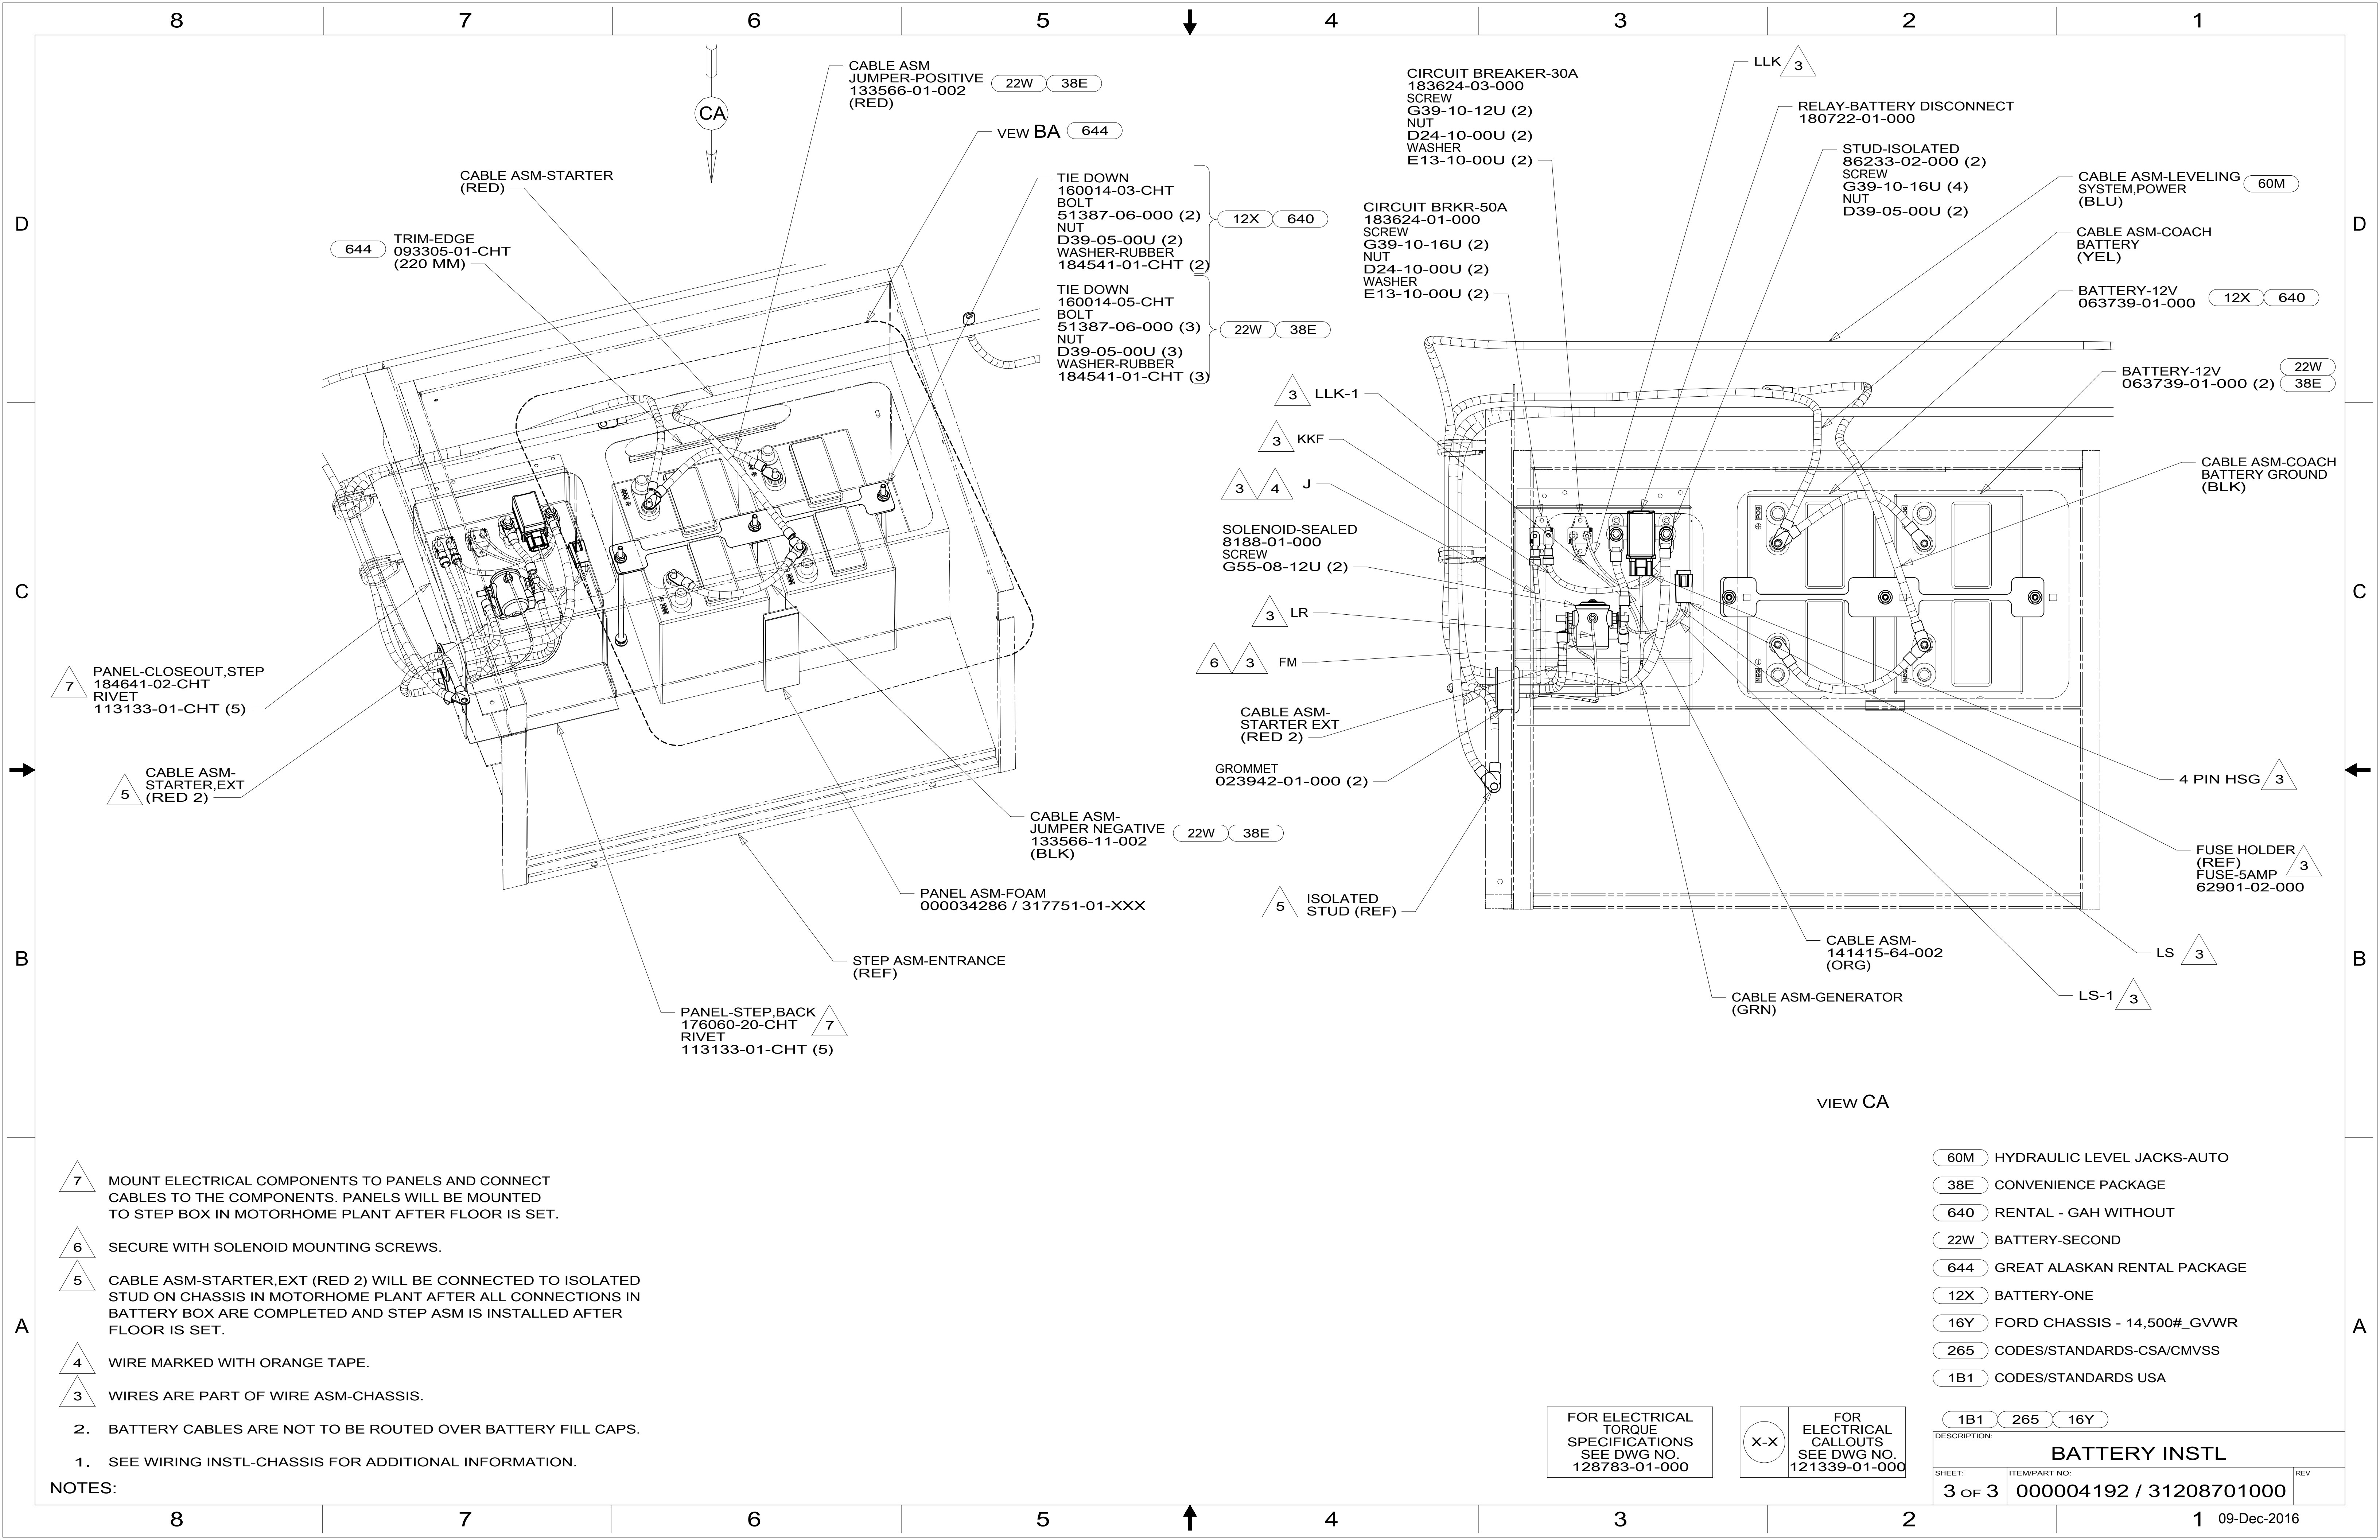 8 7 6 5 4 3 2 1
D
C
B
A
CA
CABLE ASM
JUMPER-POSITIVE
133566-01-002
(RED)
22W 38E
VEW BA 644
CABLE ASM-STARTER
(RED)
644
TRIM-EDGE
093305-01-CHT
(220 MM)
TIE DOWN
160014-03-CHT
BOLT
51387-06-000 (2)
NUT
D39-05-00U (2)
WASHER-RUBBER
184541-01-CHT (2)
12X 640
TIE DOWN
160014-05-CHT
BOLT
51387-06-000 (3)
NUT
D39-05-00U (3)
WASHER-RUBBER
184541-01-CHT (3)
22W 38E
POS
NEG
7
PANEL-CLOSEOUT,STEP
184641-02-CHT
RIVET
113133-01-CHT (5)
5
CABLE ASM-
STARTER,EXT
(RED 2)
CABLE ASM-
JUMPER NEGATIVE
133566-11-002
(BLK)
22W 38E
PANEL ASM-FOAM
000034286 / 317751-01-XXX
STEP ASM-ENTRANCE
(REF)
PANEL-STEP,BACK
176060-20-CHT
RIVET
113133-01-CHT (5)
7
CIRCUIT BREAKER-30A
183624-03-000
SCREW
G39-10-12U (2)
NUT
D24-10-00U (2)
WASHER
E13-10-00U (2)
CIRCUIT BRKR-50A
183624-01-000
SCREW
G39-10-16U (2)
NUT
D24-10-00U (2)
WASHER
E13-10-00U (2)
LLK 3
RELAY-BATTERY DISCONNECT
180722-01-000
STUD-ISOLATED
86233-02-000 (2)
SCREW
G39-10-16U (4)
NUT
D39-05-00U (2)
CABLE ASM-LEVELING
SYSTEM,POWER
(BLU)
60M
CABLE ASM-COACH
BATTERY
(YEL)
BATTERY-12V
063739-01-000
12X 640
BATTERY-12V
063739-01-000 (2)
22W
38E
CABLE ASM-COACH
BATTERY GROUND
(BLK)
3 LLK-1
3 KKF
3 4 J
SOLENOID-SEALED
8188-01-000
SCREW
G55-08-12U (2)
3 LR
6 3 FM
CABLE ASM-
STARTER EXT
(RED 2)
GROMMET
023942-01-000 (2)
5
ISOLATED
STUD (REF)
POS
POS
NEG
NEG
4 PIN HSG 3
FUSE HOLDER
(REF)
FUSE-5AMP
62901-02-000
3
LS 3
LS-1 3
CABLE ASM-
141415-64-002
(ORG)
CABLE ASM-GENERATOR
(GRN)
VIEW CA
7 MOUNT ELECTRICAL COMPONENTS TO PANELS AND CONNECT
CABLES TO THE COMPONENTS. PANELS WILL BE MOUNTED
TO STEP BOX IN MOTORHOME PLANT AFTER FLOOR IS SET.
6 SECURE WITH SOLENOID MOUNTING SCREWS.
5 CABLE ASM-STARTER,EXT (RED 2) WILL BE CONNECTED TO ISOLATED
STUD ON CHASSIS IN MOTORHOME PLANT AFTER ALL CONNECTIONS IN
BATTERY BOX ARE COMPLETED AND STEP ASM IS INSTALLED AFTER
FLOOR IS SET.
4 WIRE MARKED WITH ORANGE TAPE.
3 WIRES ARE PART OF WIRE ASM-CHASSIS.
2. BATTERY CABLES ARE NOT TO BE ROUTED OVER BATTERY FILL CAPS.
1. SEE WIRING INSTL-CHASSIS FOR ADDITIONAL INFORMATION.
NOTES:
60M HYDRAULIC LEVEL JACKS-AUTO
38E CONVENIENCE PACKAGE
640 RENTAL - GAH WITHOUT
22W BATTERY-SECOND
644 GREAT ALASKAN RENTAL PACKAGE
12X BATTERY-ONE
16Y FORD CHASSIS - 14,500#_GVWR
265 CODES/STANDARDS-CSA/CMVSS
1B1 CODES/STANDARDS USA
1B1 265 16Y
FOR ELECTRICAL
TORQUE
SPECIFICATIONS
SEE DWG NO.
128783-01-000
X-X
FOR
ELECTRICAL
CALLOUTS
SEE DWG NO.
121339-01-000
DESCRIPTION:
BATTERY INSTL
SHEET:
3 OF 3
ITEM/PART NO:
000004192 / 31208701000
REV
D
C
B
A
8 7 6 5 4 3 2 1
09-Dec-2016